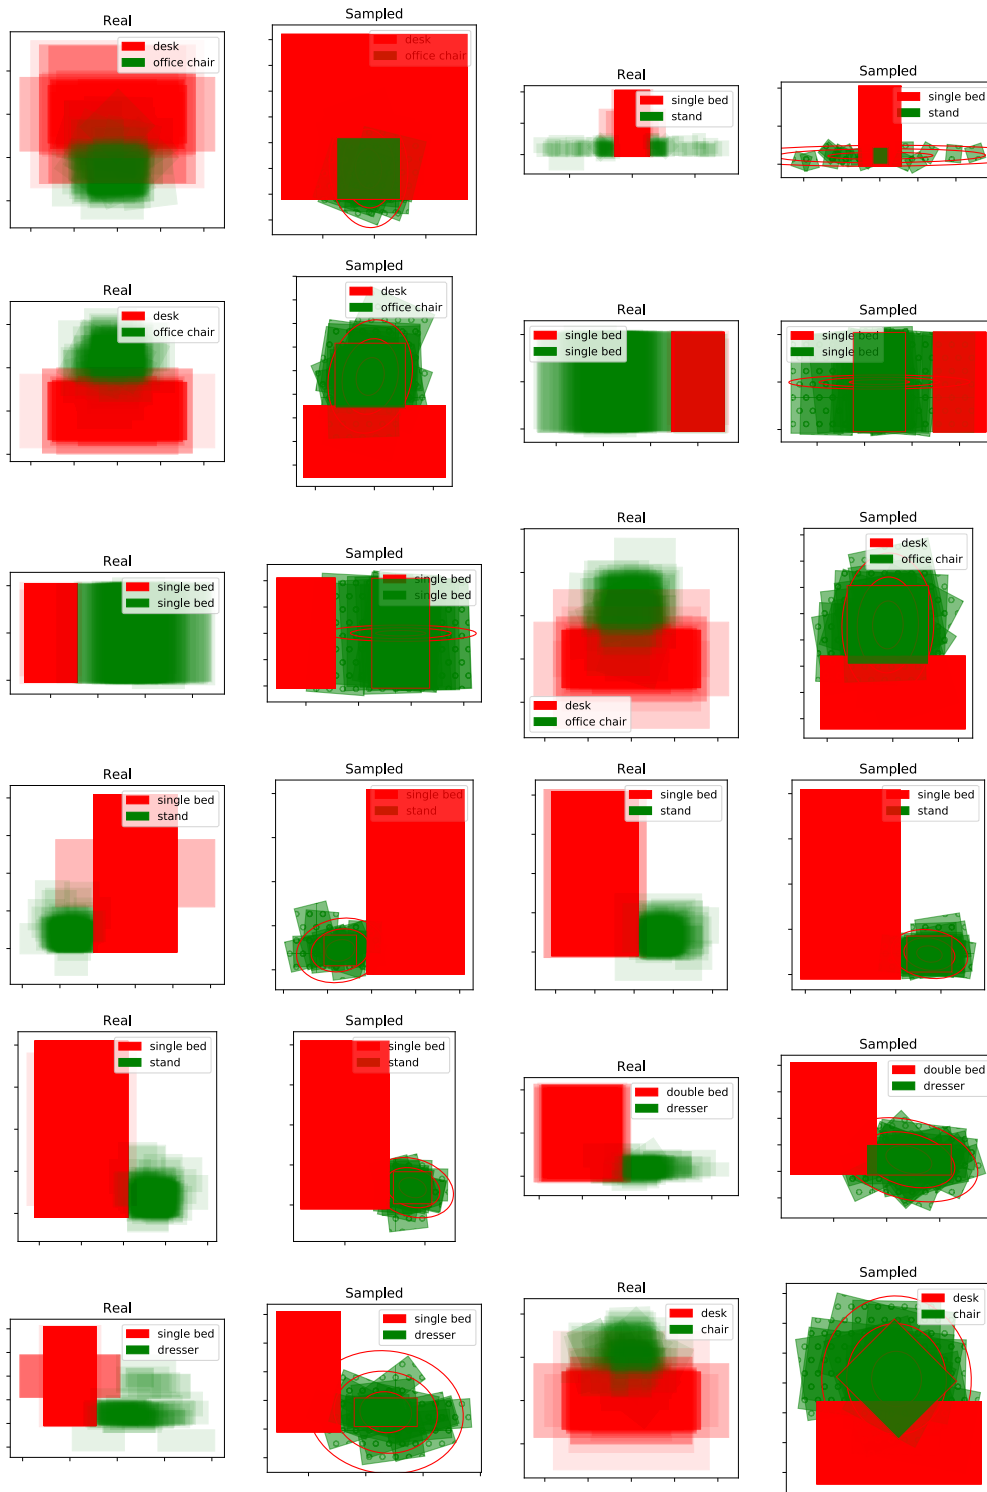 Real
desk
office chair
Sampled
desk
office chair
Real
single bed
stand
Sampled
single bed
stand
Real
desk
office chair
Sampled
desk
office chair
Real
single bed
single bed
Sampled
single bed
single bed
Real
single bed
single bed
Sampled
single bed
single bed
Real
desk
office chair
Sampled
desk
office chair
Real
single bed
stand
Sampled
single bed
stand
Real
single bed
stand
Sampled
single bed
stand
Real
single bed
stand
Sampled
single bed
stand
Real
double bed
dresser
Sampled
double bed
dresser
Real
single bed
dresser
Sampled
single bed
dresser
Real
desk
chair
Sampled
desk
chair